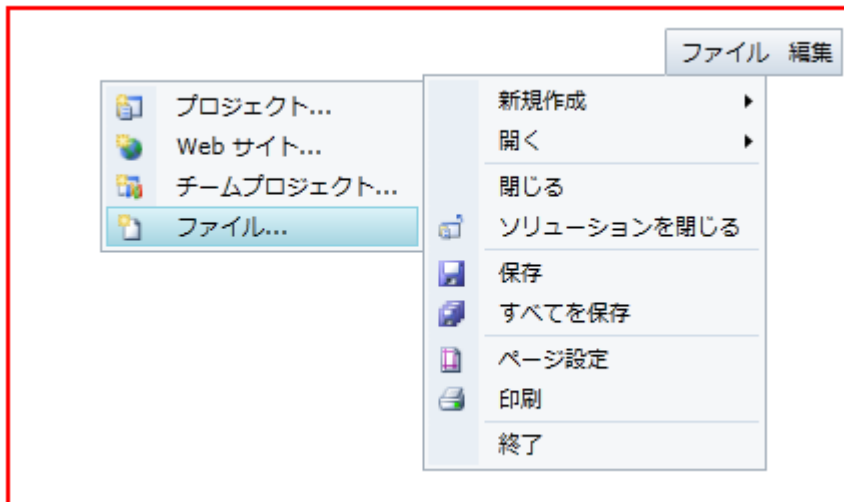 ファイル 編集
新規作成
開く
閉じる
ソリューションを閉じる
保存
すべてを保存
ページ設定
印刷
終了
プロジェクト...
Web サイト...
チームプロジェクト...
ファイル...